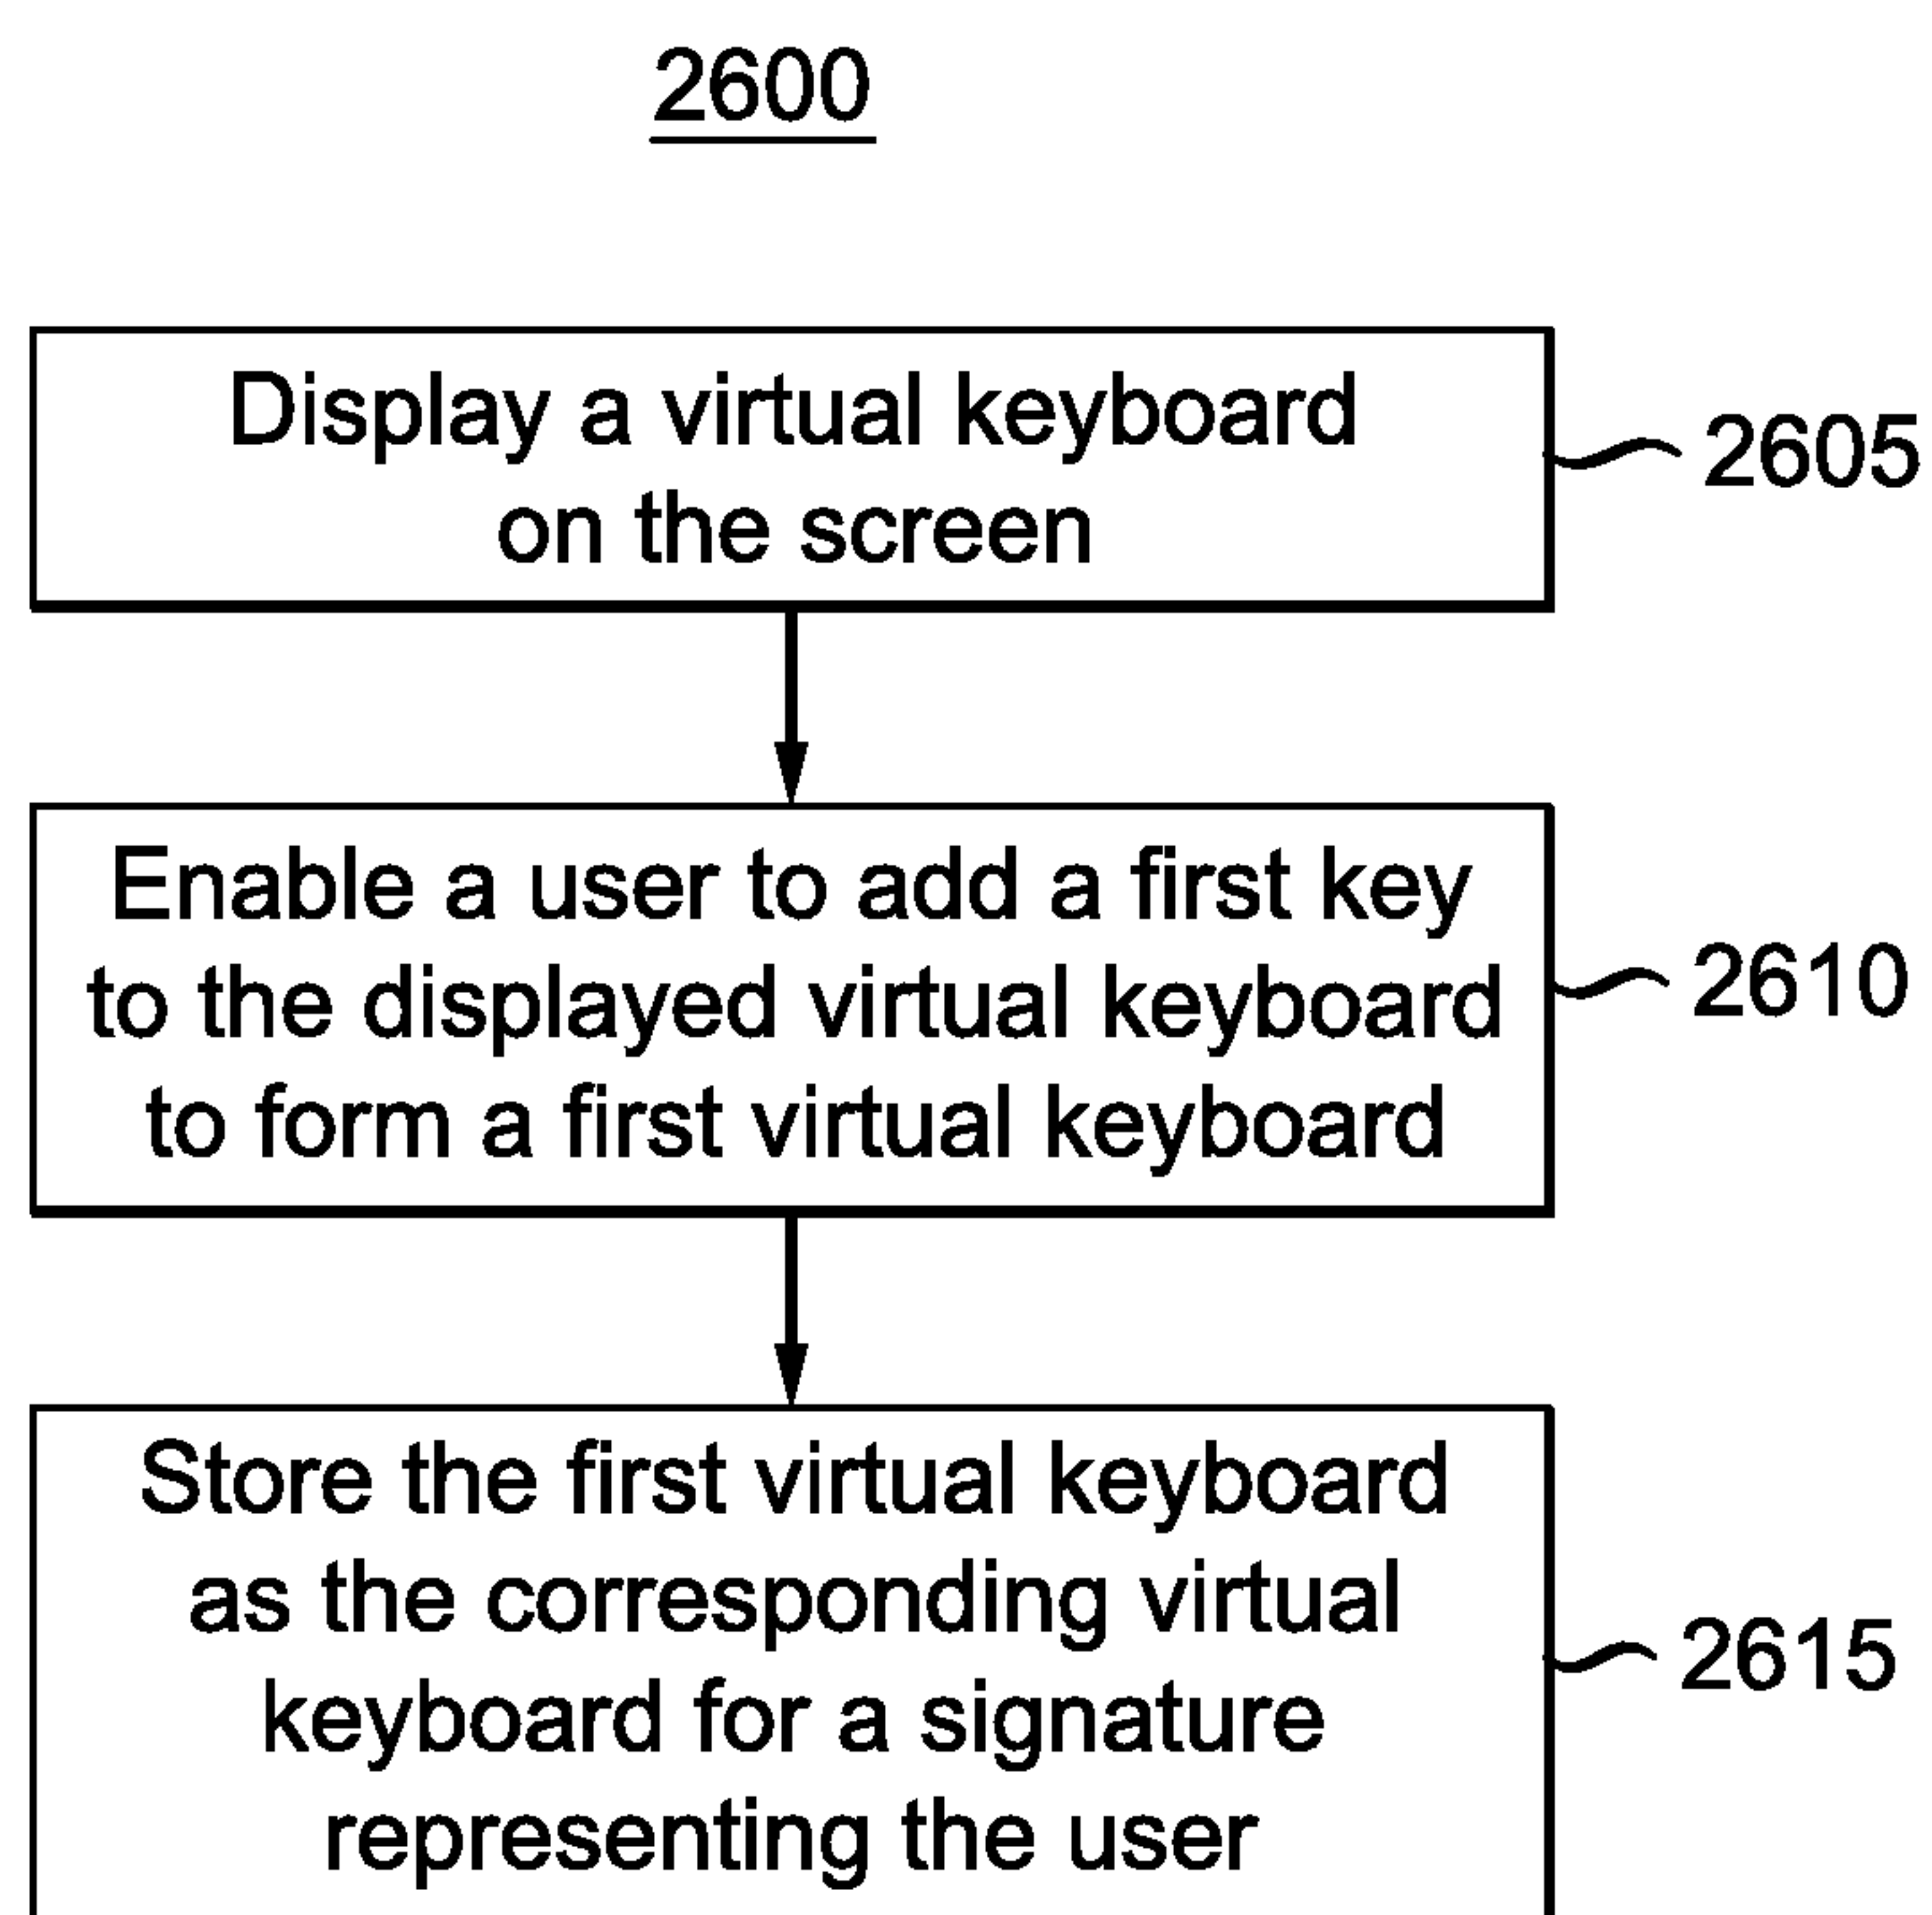 2600
Display a virtual keyboard
on the screen
2605
Enable a user to add a first key
to the displayed virtual keyboard
to form a first virtual keyboard
2610
Store the first virtual keyboard
as the corresponding virtual
keyboard for a signature
representing the user
2615